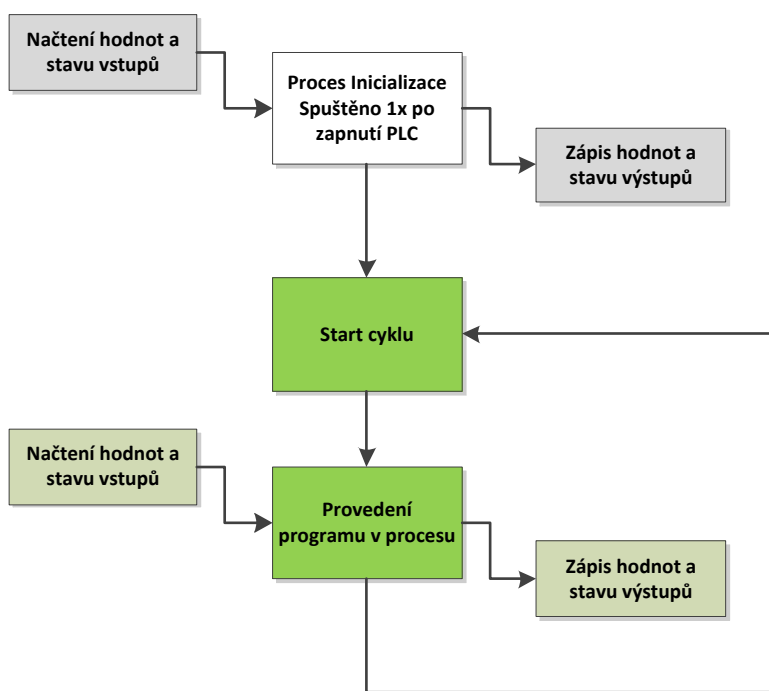 Načtení hodnot a
stavu vstupů
Proces Inicializace
Spuštěno 1x po
zapnutí PLC
Zápis hodnot a
stavu výstupů
Start cyklu
Načtení hodnot a
stavu vstupů
Provedení
programu v procesu
Zápis hodnot a
stavu výstupů